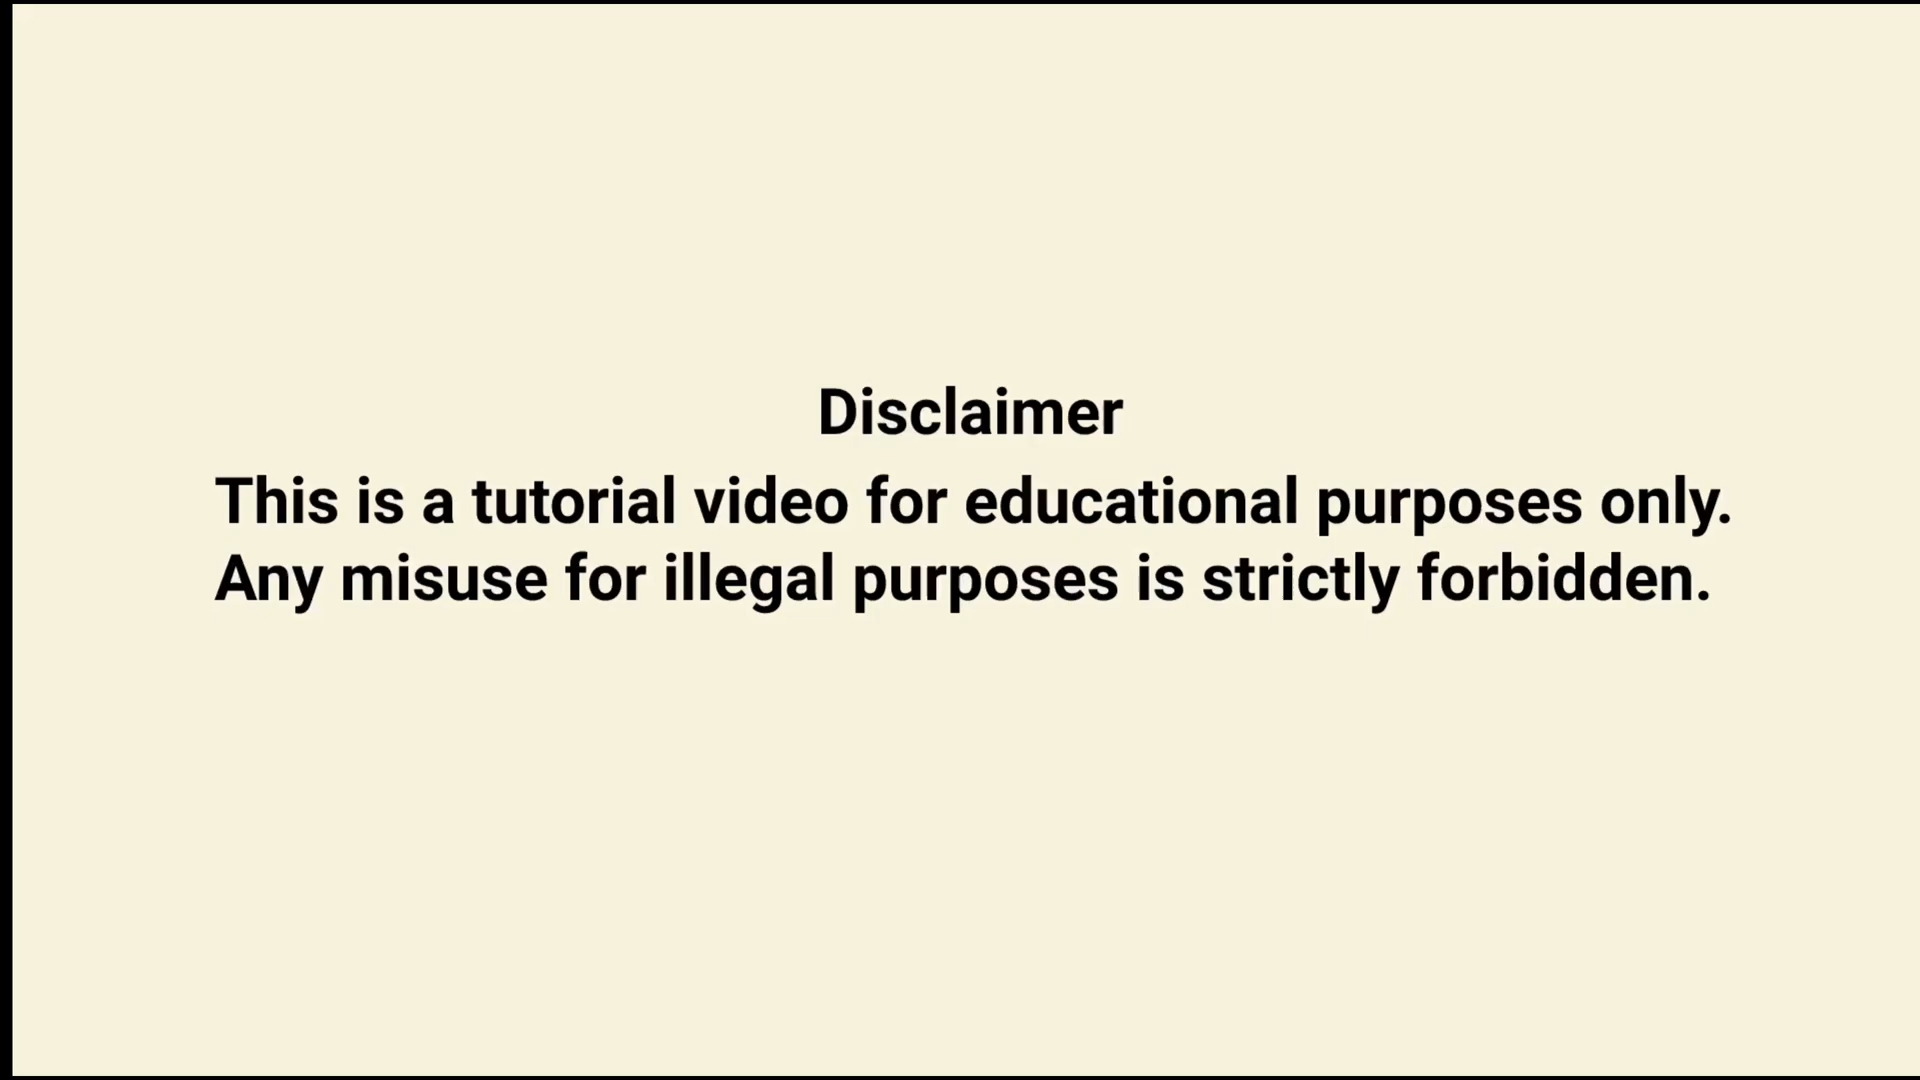 Disclaimer
This is a tutorial video for educational purposes only.
Any misuse for illegal purposes is strictly forbidden.